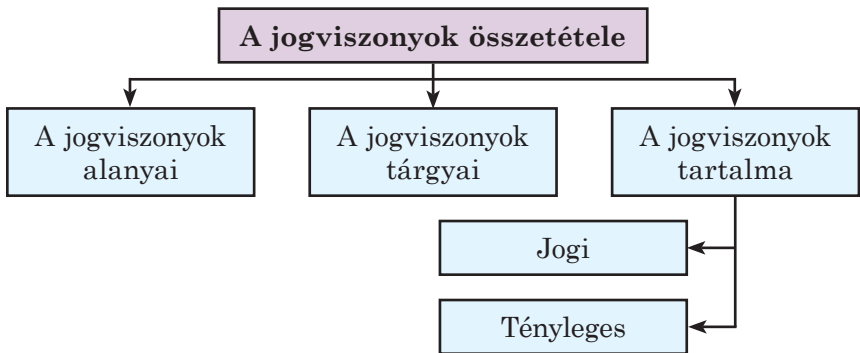 A jogviszonyok összetétele
A jogviszonyok
alanyai
A jogviszonyok
tárgyai
A jogviszonyok
tartalma
Jogi
Tényleges